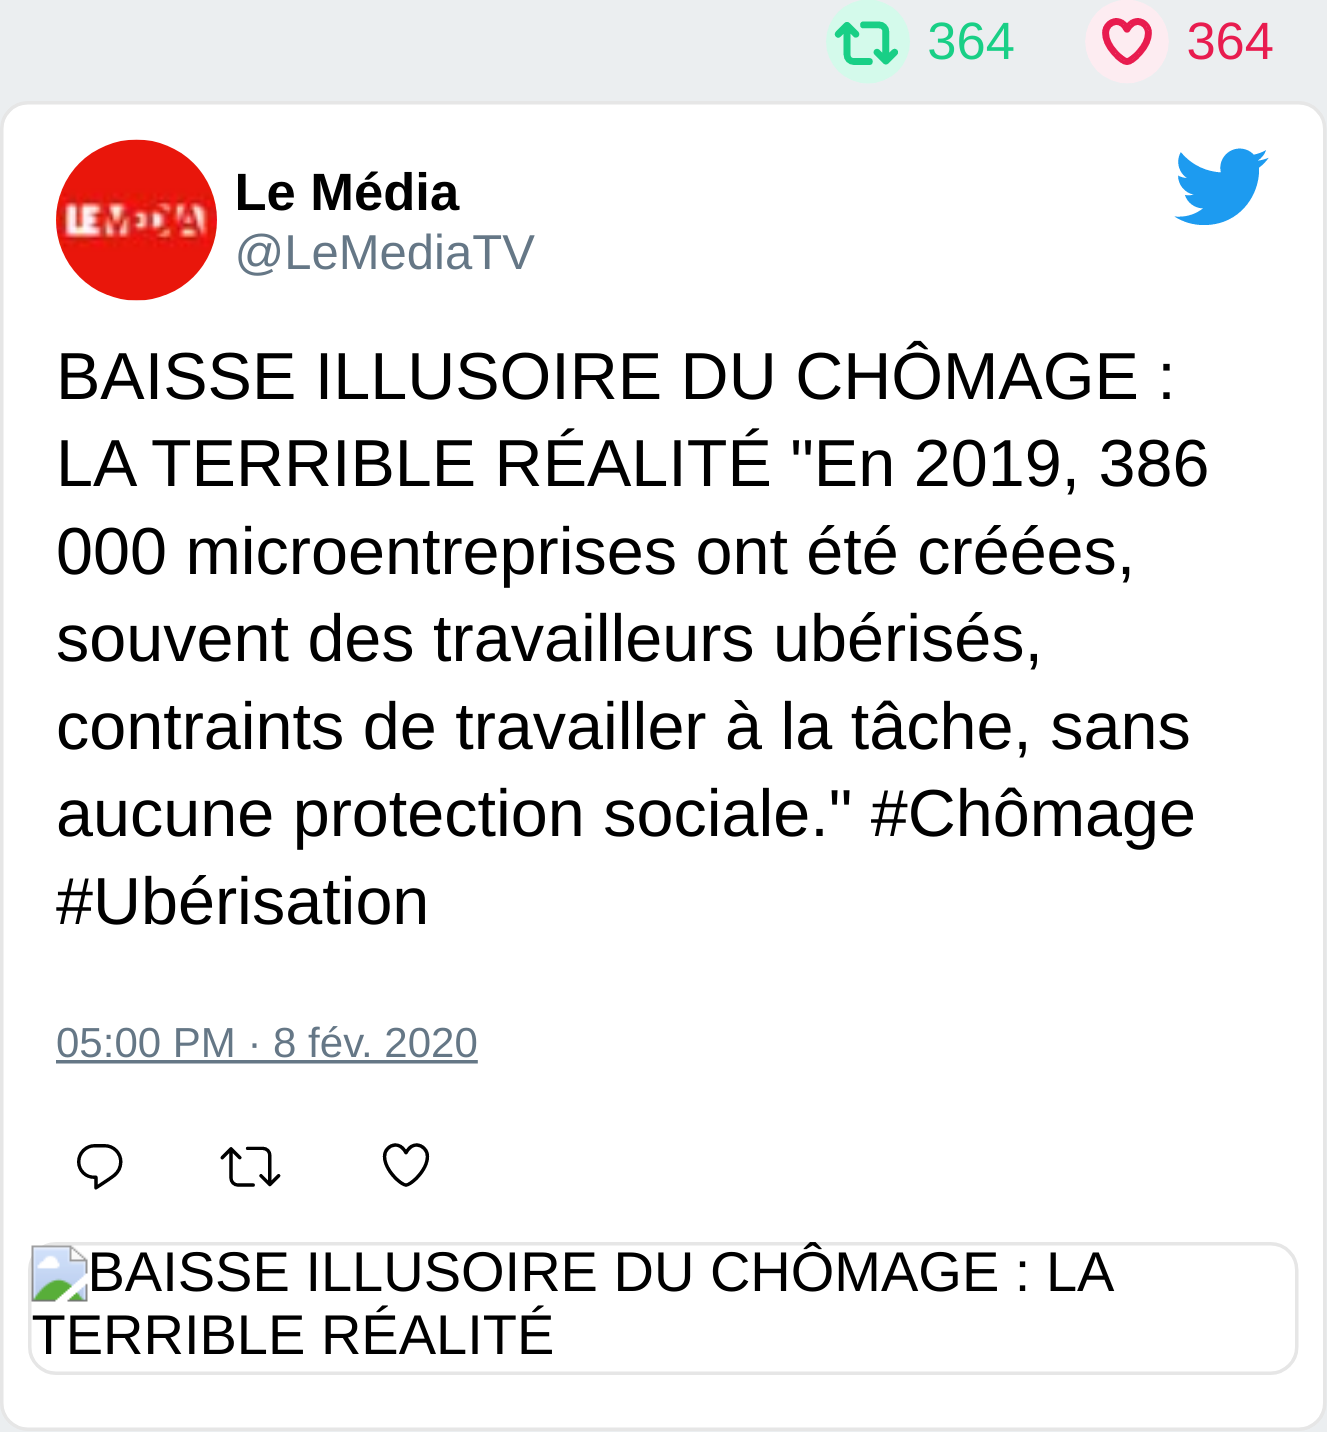 364 364
LE MÉDIA
Le Média
@LeMediaTV
BAISSE ILLUSOIRE DU CHÔMAGE :
LA TERRIBLE RÉALITÉ "En 2019, 386
000 microentreprises ont été créées,
souvent des travailleurs ubérisés,
contraints de travailler à la tâche, sans
aucune protection sociale." #Chômage
#Ubérisation
05:00 PM · 8 fév. 2020
BAISSE ILLUSOIRE DU CHÔMAGE : LA
TERRIBLE RÉALITÉ